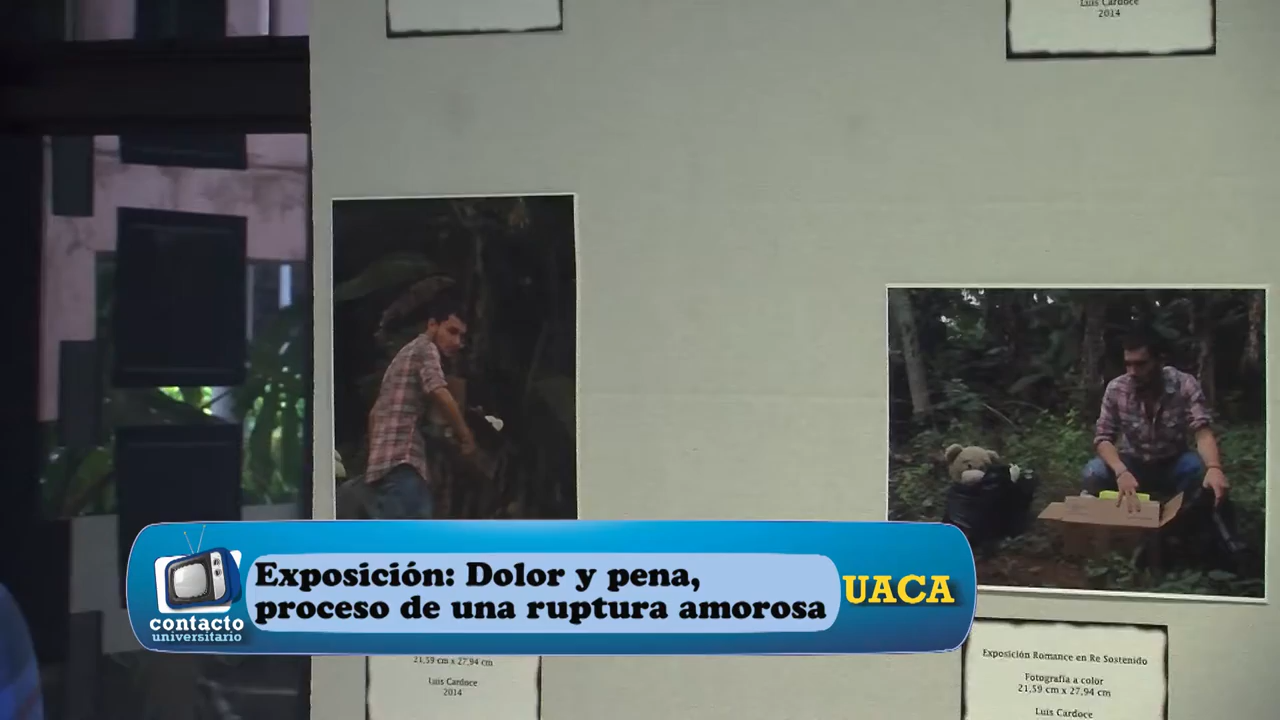 Luis Cardoce
2014
Exposición: Dolor y pena,
proceso de una ruptura amorosa
UACA
contacto
universitario
21,59 cm x 27,94 cm
Luis Cardoce
2014
Exposición Romance en Re Sostenido
Fotografía a color
21,59 cm x 27,94 cm
Luis Cardoce